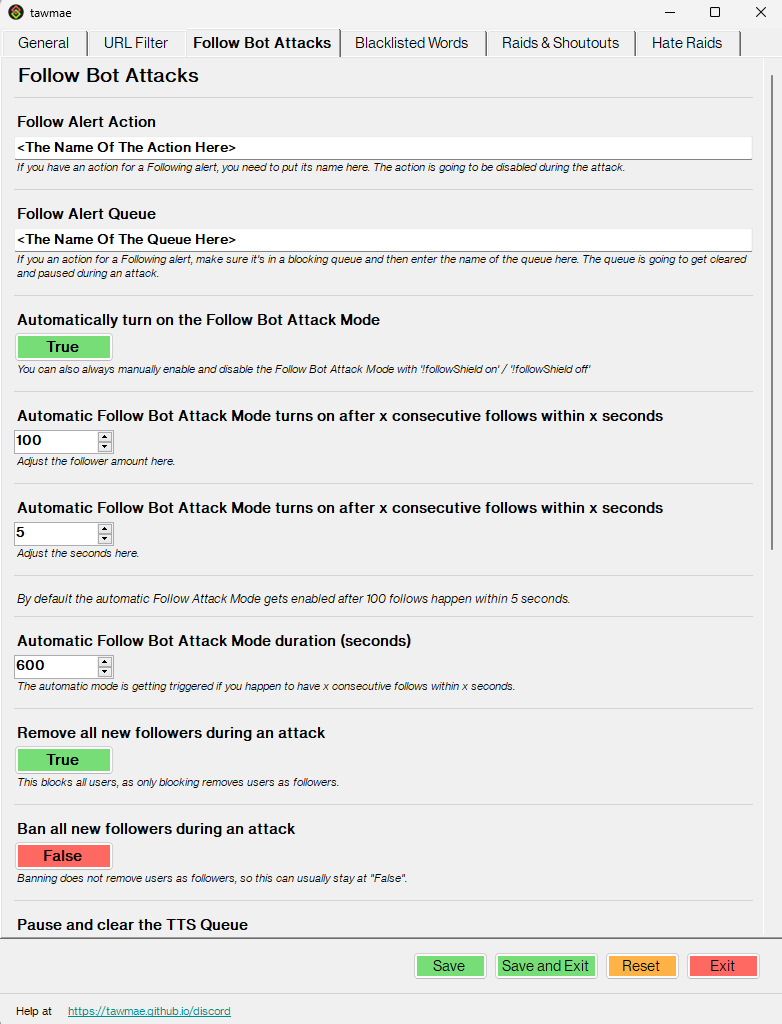 tawmae
General
URL Filter
Follow Bot Attacks
Blacklisted Words
Raids & Shoutouts
Hate Raids
Follow Bot Attacks
Follow Alert Action
<The Name Of The Action Here>
If you have an action for a Following alert, you need to put its name here. The action is going to be disabled during the attack.
Follow Alert Queue
<The Name Of The Queue Here>
If you an action for a Following alert, make sure it's in a blocking queue and then enter the name of the queue here. The queue is going to get cleared
and paused during an attack.
Automatically turn on the Follow Bot Attack Mode
True
You can also always manually enable and disable the Follow Bot Attack Mode with '!followShield on' / '!followShield off'
Automatic Follow Bot Attack Mode turns on after x consecutive follows within x seconds
100
Adjust the follower amount here.
Automatic Follow Bot Attack Mode turns on after x consecutive follows within x seconds
5
Adjust the seconds here.
By default the automatic Follow Attack Mode gets enabled after 100 follows happen within 5 seconds.
Automatic Follow Bot Attack Mode duration (seconds)
600
The automatic mode is getting triggered if you happen to have x consecutive follows within x seconds.
Remove all new followers during an attack
True
This blocks all users, as only blocking removes users as followers.
Ban all new followers during an attack
False
Banning does not remove users as followers, so this can usually stay at "False".
Pause and clear the TTS Queue
Save
Save and Exit
Reset
Exit
Help at https://tawmae.github.io/discord